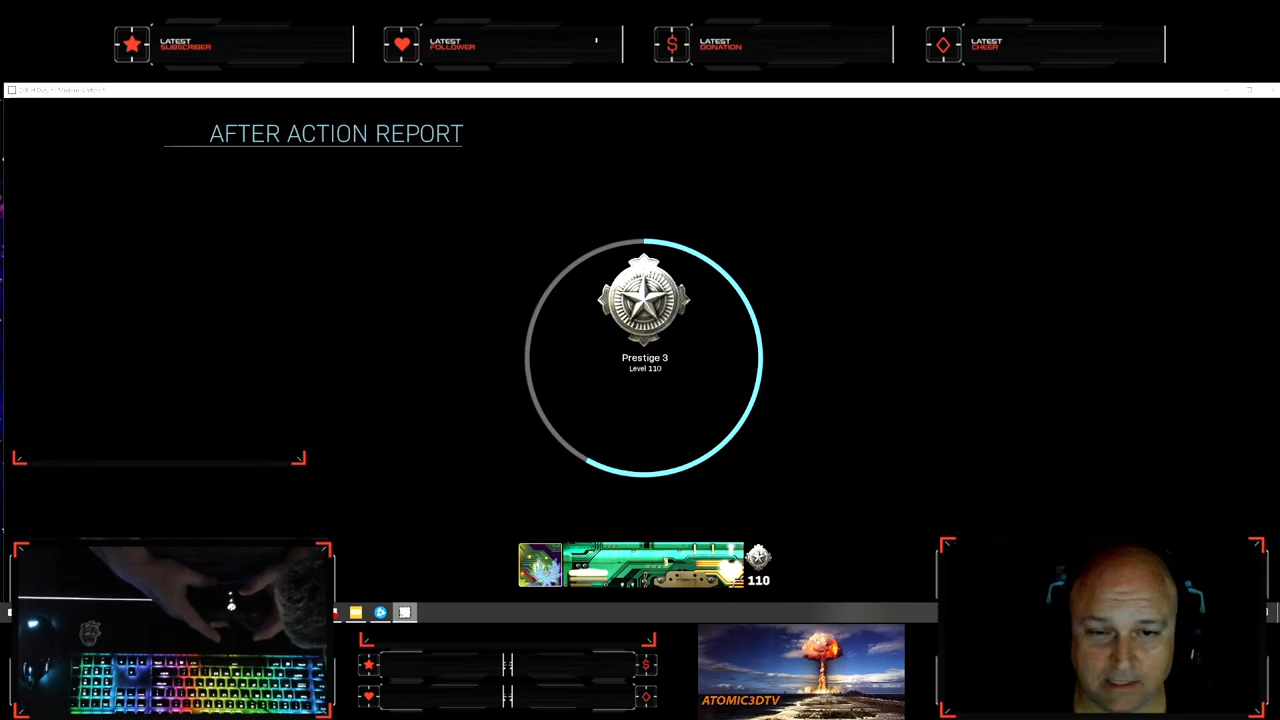 LATEST
SUBSCRIBER
LATEST
FOLLOWER
LATEST
DONATION
LATEST
CHEER
AFTER ACTION REPORT
Prestige 3
Level 110
110
ATOMIC3DTV